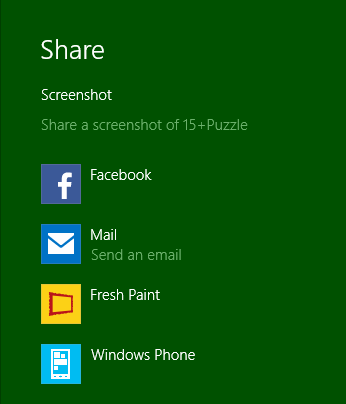 Share
Screenshot
Share a screenshot of 15+Puzzle
Facebook
Mail
Send an email
Fresh Paint
Windows Phone